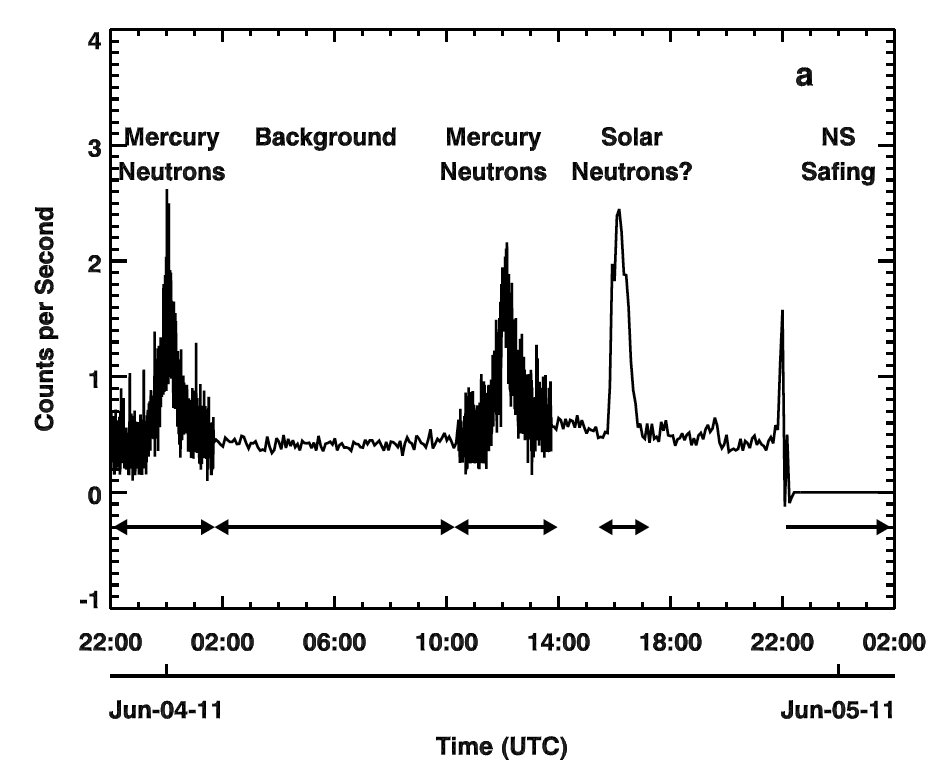 a
Mercury Background Mercury Solar NS
Neutrons Neutrons Neutrons? Safing
4
3
2
1
0
-1
Counts per Second
22:00 02:00 06:00 10:00 14:00 18:00 22:00 02:00
Jun-04-11 Jun-05-11
Time (UTC)